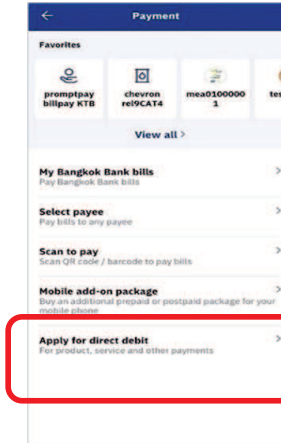 Payment
Favorites
promptpay chevron mea0100000
billpay KTB rel9CAT4 1
View all >
My Bangkok Bank bills
Pay Bangkok Bank bills
Select payee
Pay bills to any payee
Scan to pay
Scan QR code / barcode to pay bills
Mobile add-on package
Buy an additional prepaid or postpaid package for your
mobile phone
Apply for direct debit
For product, service and other payments